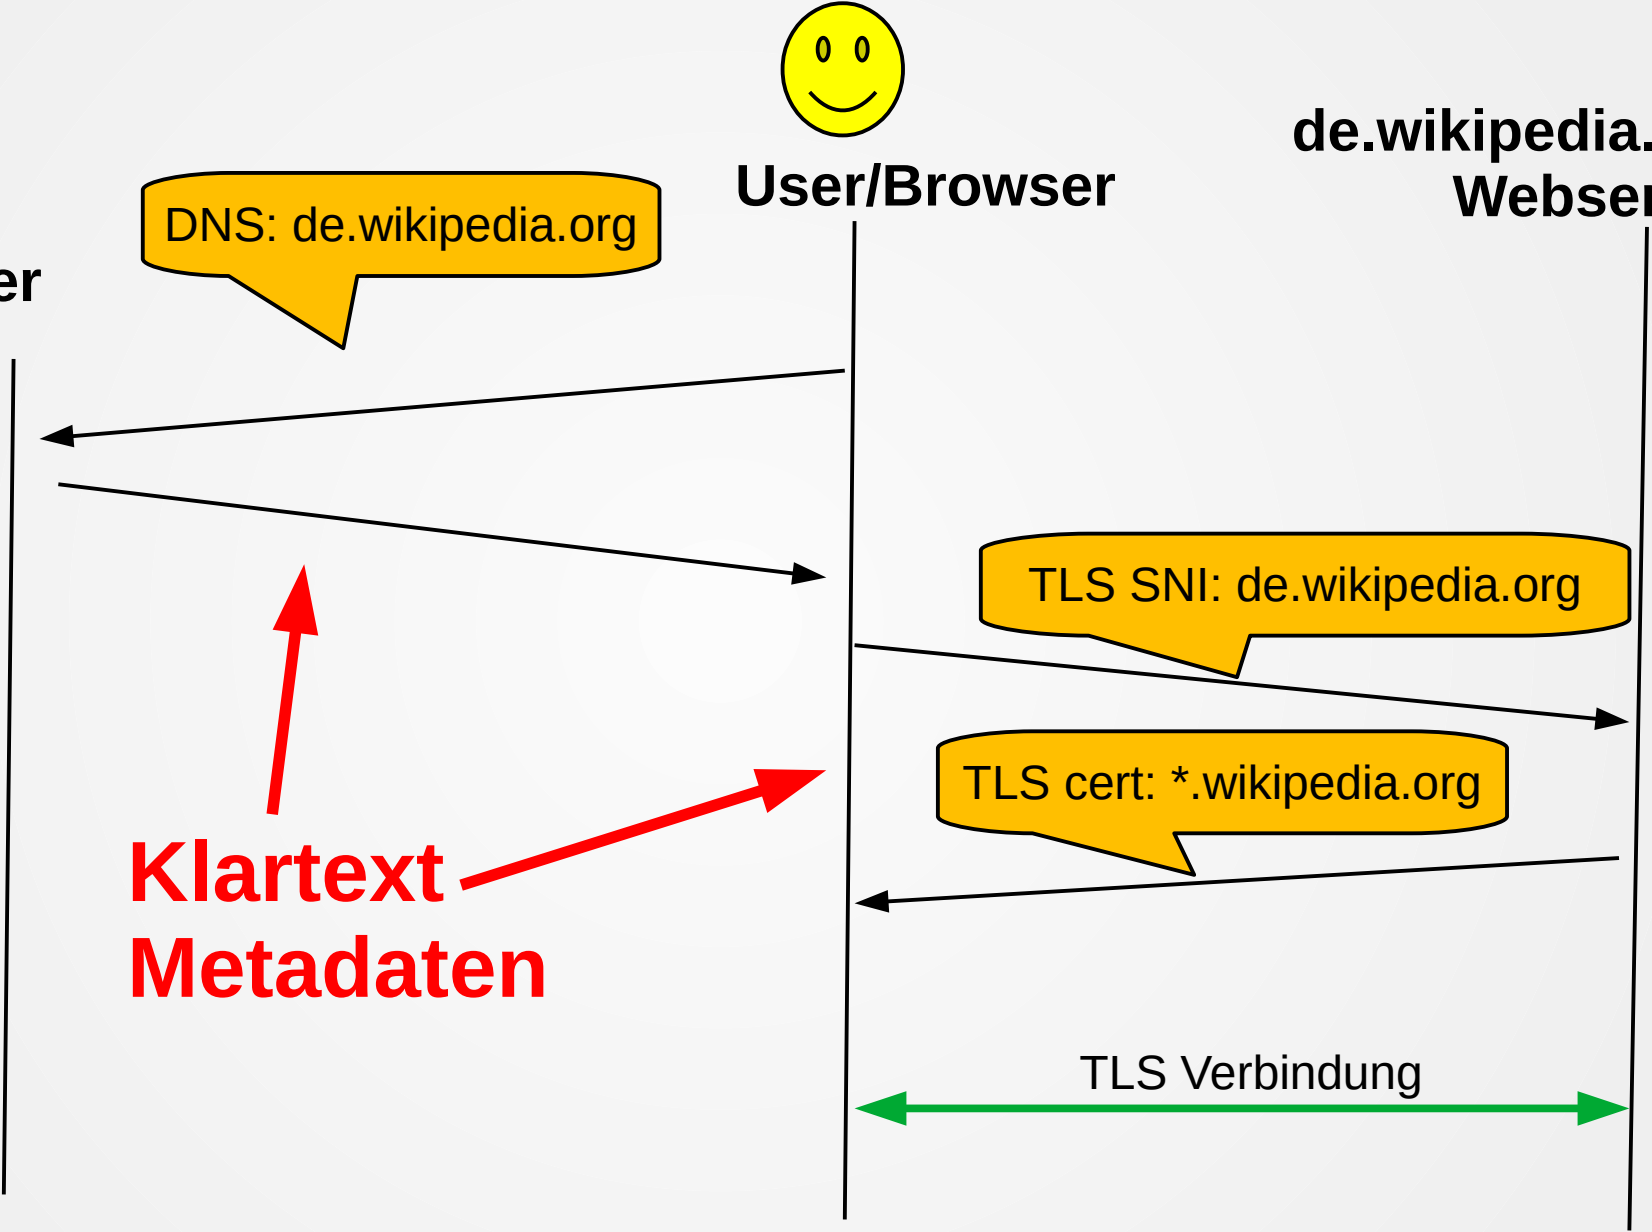 de.wikipedia.
User/Browser
Webser
DNS: de.wikipedia.org
er
TLS SNI: de.wikipedia.org
TLS cert: *.wikipedia.org
Klartext
Metadaten
TLS Verbindung